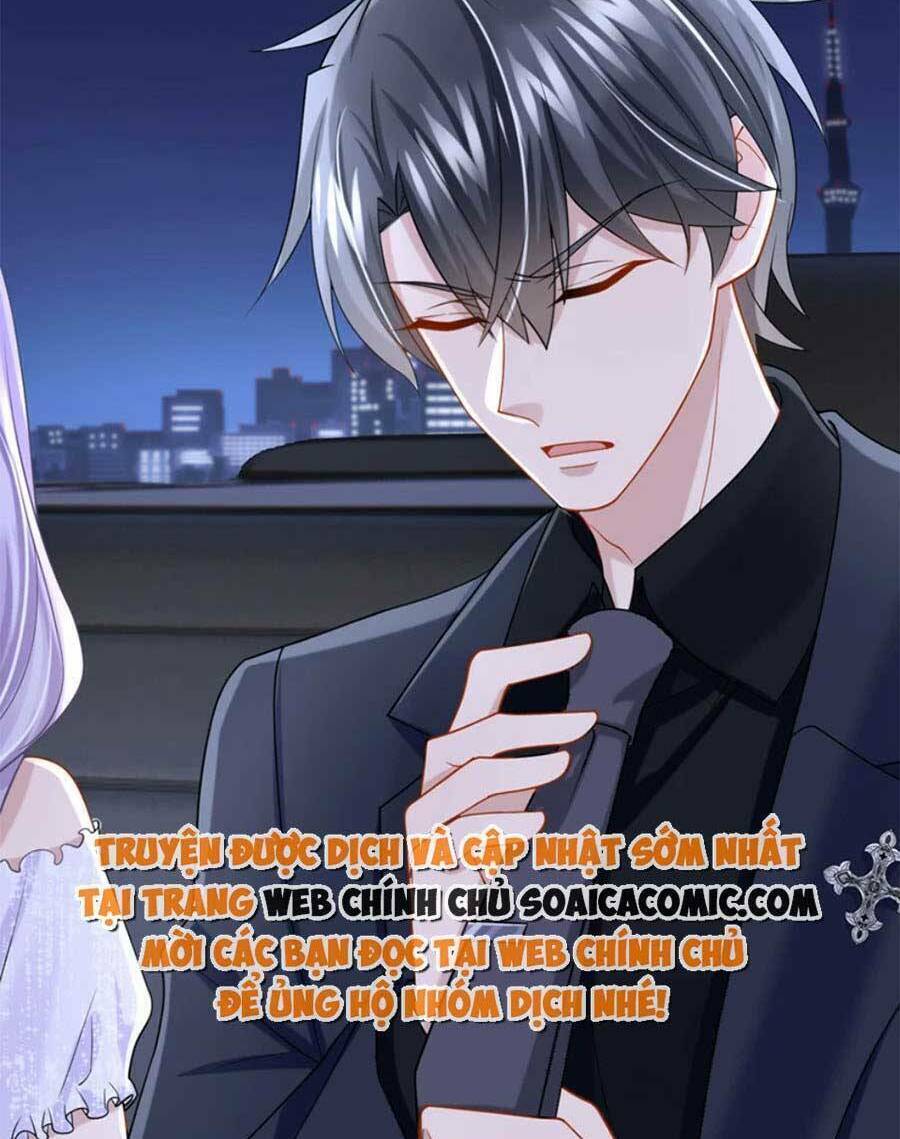 TRUYỆN ĐƯỢC DỊCH VÀ CẬP NHẬT SỚM NHẤT
TẠI TRANG WEB CHÍNH CHỦ SOAICACOMIC.COM
MỜI CÁC BẠN ĐỌC TẠI WEB CHÍNH CHỦ
ĐỂ ỦNG HỘ NHÓM DỊCH NHÉ!